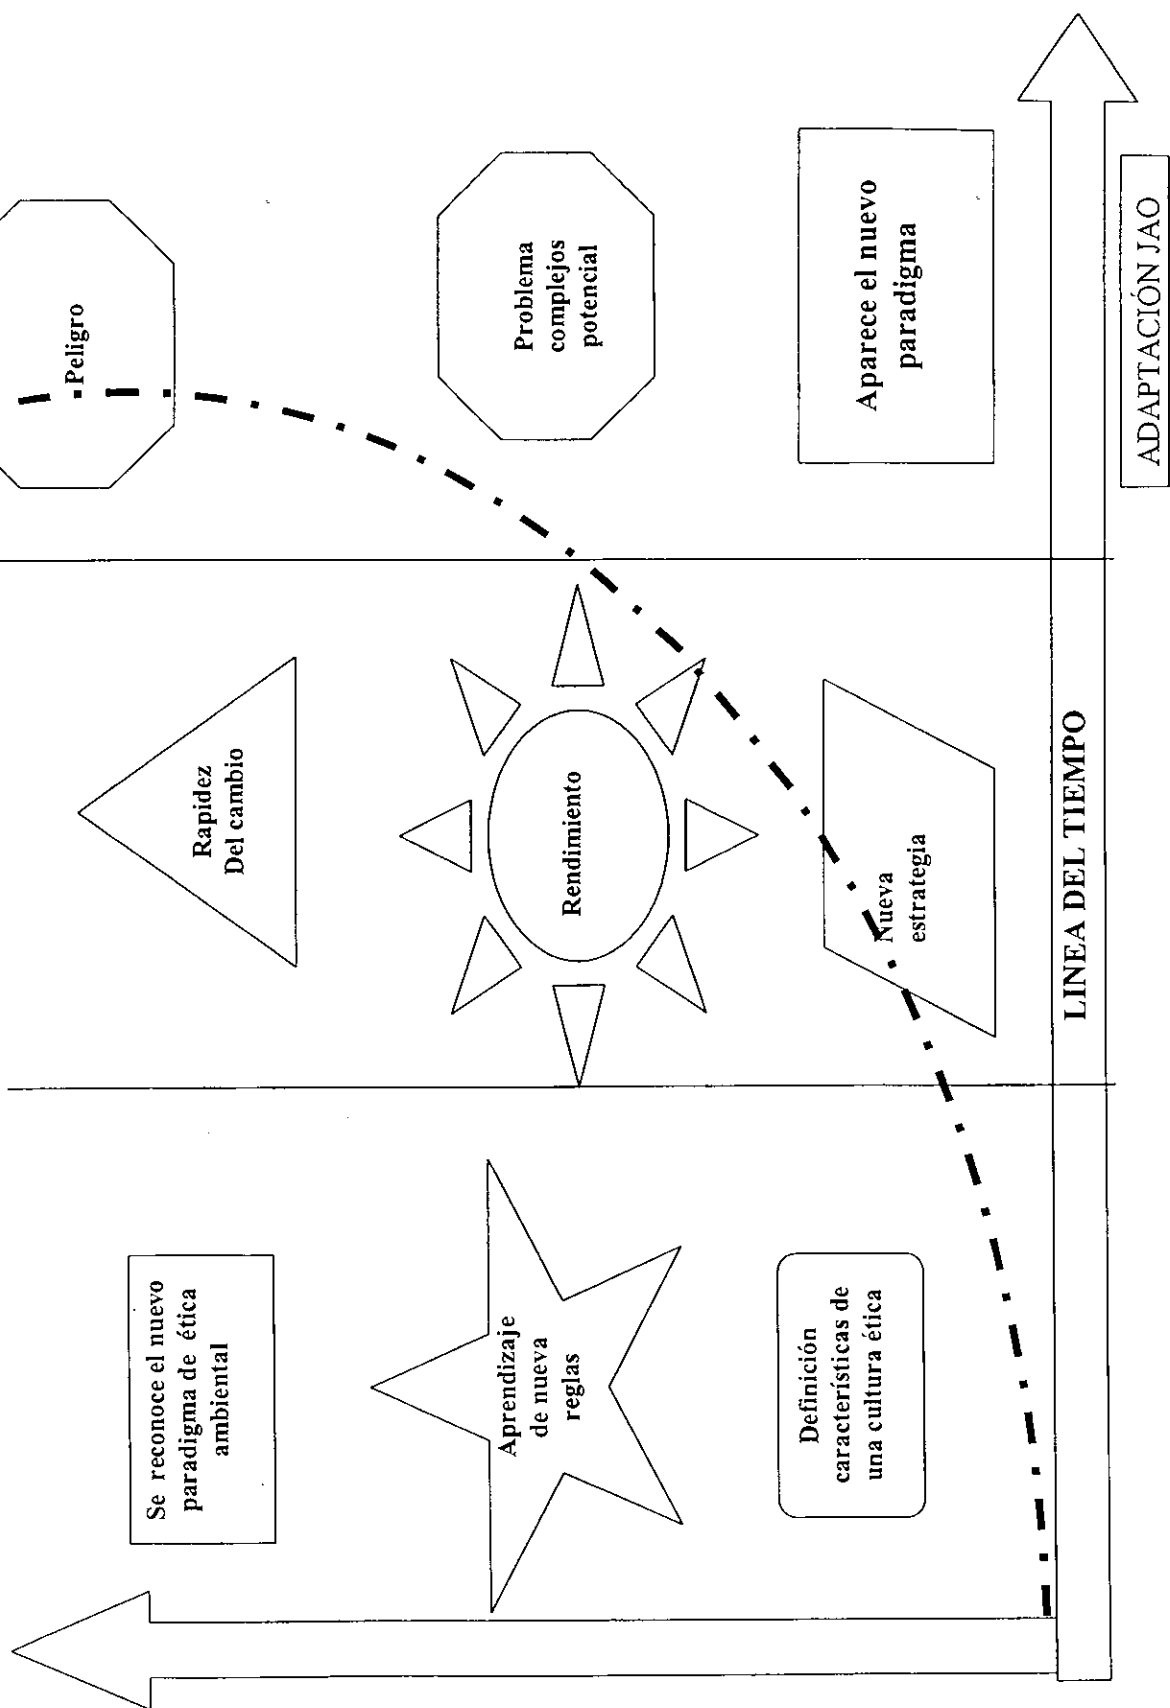 Se reconoce el nuevo
paradigma de ética
ambiental
Aprendizaje
de nueva
reglas
Definición
características de
una cultura ética
Rapidez
Del cambio
Rendimiento
Nueva
estrategia
Peligro
Problema
complejos
potencial
Aparece el nuevo
paradigma
LINEA DEL TIEMPO
ADAPTACIÓN JAO